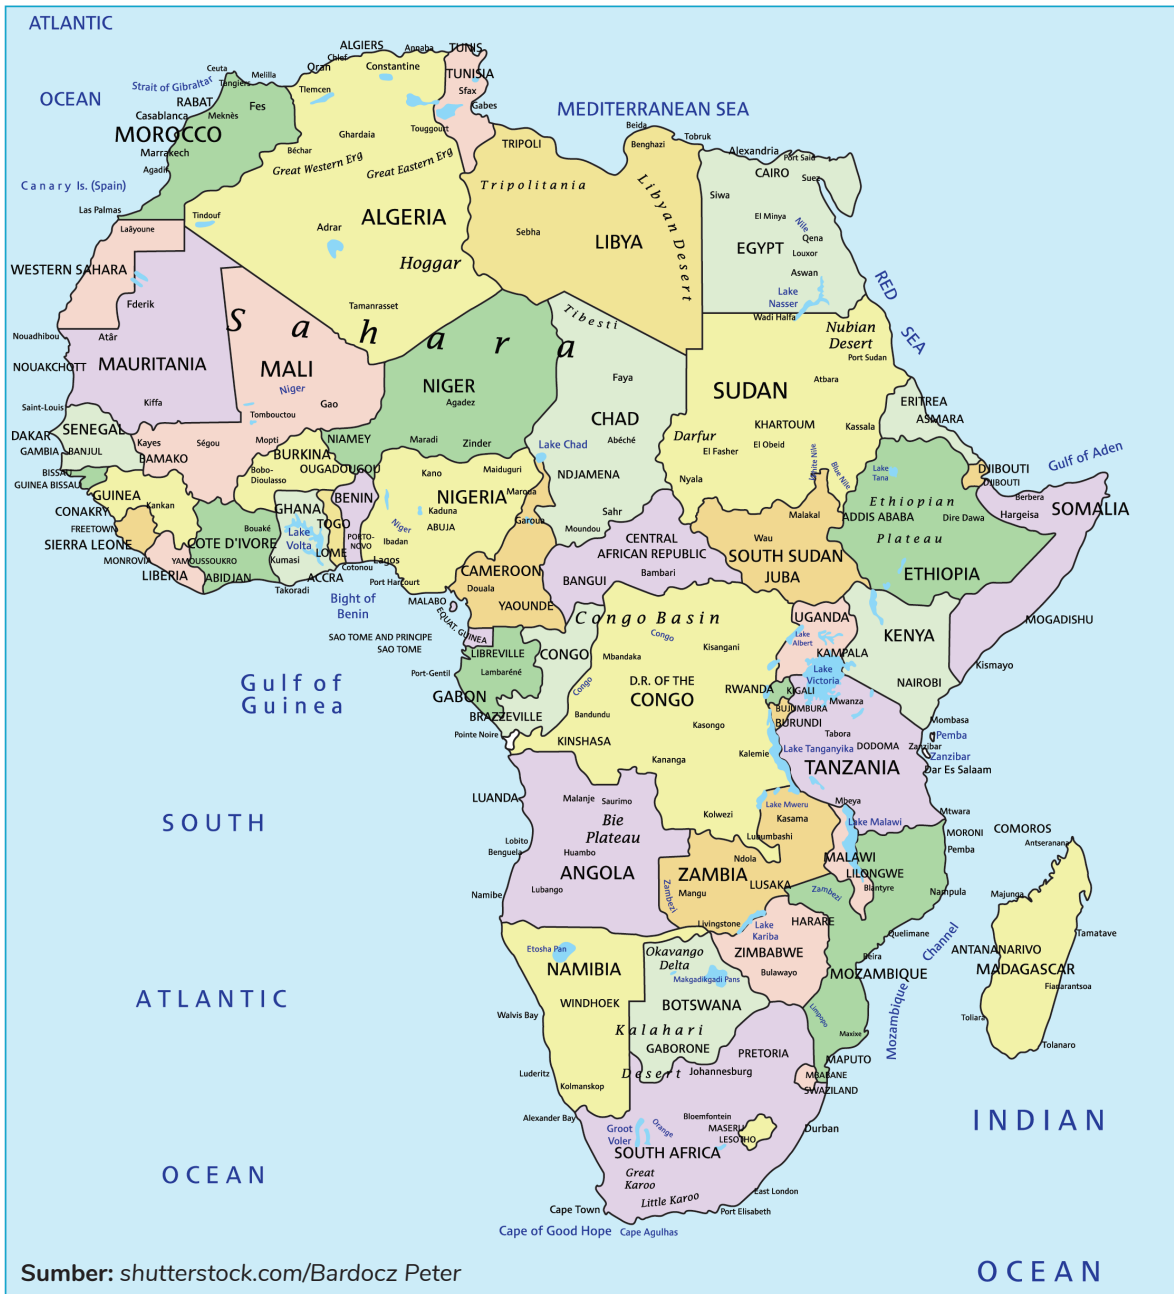 ATLANTIC
OCEAN
MEDITERRANEAN SEA
Strait of Gibraltar
Canary Is. (Spain)
Las Palmas
Ceuta
Tangiers
Melilla
RABAT
Fes
Casablanca
Meknès
MOROCCO
Marrakech
Agadir
ALGIERS
Chlef
Oran
Annaba
Constantine
Tlemcen
Ghardaia
Touggourt
Béchar
Great Western Erg
Great Eastern Erg
Tindouf
ALGERIA
Adrar
Hoggar
Tamanrasset
TUNIS
TUNISIA
Sfax
Gabes
TRIPOLI
Beida
Benghazi
Tobruk
Tripolitania
Libyan Desert
Sebha
LIBYA
Alexandria
Port Said
CAIRO
Suez
Siwa
El Minya
Nile
Qena
EGYPT
Luxor
Aswan
Lake
Nasser
Wadi Halfa
RED
SEA
Laâyoune
WESTERN SAHARA
Fderik
Nouadhibou
Atâr
NOUAKCHOTT
MAURITANIA
Kiffa
Sahara
MALI
Niger
Gao
Tombouctou
Mopti
Kayes
Ségou
BAMAKO
NIGER
Agadez
NIAMEY
Maradi
Zinder
Tibesti
Faya
CHAD
Abéché
Lake Chad
NDJAMENA
Sahr
Moundou
Nubian
Desert
Port Sudan
SUDAN
Atbara
KHARTOUM
Kassala
Darfur
El Obeid
El Fasher
White Nile
Blue Nile
Nyala
ERITREA
ASMARA
Gulf of Aden
DJIBOUTI
DJIBOUTI
Lake
Tana
Ethiopian
Plateau
ADDIS ABABA
Dire Dawa
ETHIOPIA
Berbera
Hargeisa
SOMALIA
MOGADISHU
Kismayo
Saint-Louis
SENEGAL
DAKAR
GAMBIA
BANJUL
BISSAU
GUINEA BISSAU
GUINEA
Kankan
CONAKRY
FREETOWN
SIERRA LEONE
MONROVIA
LIBERIA
COTE D'IVORE
Bouaké
YAMOUSSOUKRO
ABIDJAN
BURKINA
OUGADOUGOU
Bobo-
Dioulasso
GHANA
Lake
Volta
Kumasi
ACCRA
Takoradi
TOGO
LOME
BENIN
PORTO-
NOVO
Cotonou
Bight of
Benin
Kano
Maiduguri
NIGERIA
Kaduna
ABUJA
Niger
Ibadan
Lagos
Port Harcourt
Maroua
Garoua
CAMEROON
Douala
YAOUNDE
MALABO
EQUAT. GUINEA
SAO TOME AND PRINCIPE
SAO TOME
CENTRAL
AFRICAN REPUBLIC
BANGUI
Bambari
Malakal
Wau
SOUTH SUDAN
JUBA
Gulf of
Guinea
LIBREVILLE
Port-Gentil
Lambaréné
GABON
CONGO
BRAZZEVILLE
Pointe Noire
Congo Basin
Congo
Kisangani
Mbandaka
D.R. OF THE
CONGO
Congo
Bandundu
Kasongo
KINSHASA
Kalemie
Kananga
Kolwezi
Lubumbashi
UGANDA
Lake
Albert
KAMPALA
Lake
Victoria
KENYA
NAIROBI
Mombasa
RWANDA
KIGALI
BUJUMBURA
BURUNDI
Mwanza
Tabora
DODOMA
Lake Tanganyika
TANZANIA
Zanzibar
Pemba
Zanzibar
Dar Es Salaam
Mbeya
Mtwara
LUANDA
Malanje
Saurimo
Bie
Plateau
Lobito
Benguela
Huambo
ANGOLA
Lubango
Namibe
Lake Mweru
Kasama
Ndola
ZAMBIA
LUSAKA
Mangu
Zambezi
Livingstone
Lake Malawi
MALAWI
LILONGWE
Blantyre
Zambezi
MORONI
COMOROS
Pemba
Nampula
Quelimane
Beira
MOZAMBIQUE
Limpopo
Maxixe
MAPUTO
Mozambique Channel
Antseranana
Majunga
Tamatave
ANTANANARIVO
MADAGASCAR
Fianarantsoa
Toliara
Tolanaro
HARARE
Lake
Kariba
ZIMBABWE
Bulawayo
Etosha Pan
NAMIBIA
WINDHOEK
Walvis Bay
Luderitz
Kolmanskop
Okavango
Delta
Makgadikgadi Pans
BOTSWANA
Kalahari
GABORONE
Desert
PRETORIA
Johannesburg
MBABANE
SWAZILAND
Alexander Bay
Groot
Voler
Orange
Bloemfontein
MASERU
LESOTHO
Durban
SOUTH AFRICA
Great
Karoo
Little Karoo
East London
Port Elisabeth
Cape Town
Cape of Good Hope
Cape Agulhas
SOUTH
ATLANTIC
OCEAN
INDIAN
OCEAN
Sumber: shutterstock.com/Bardocz Peter